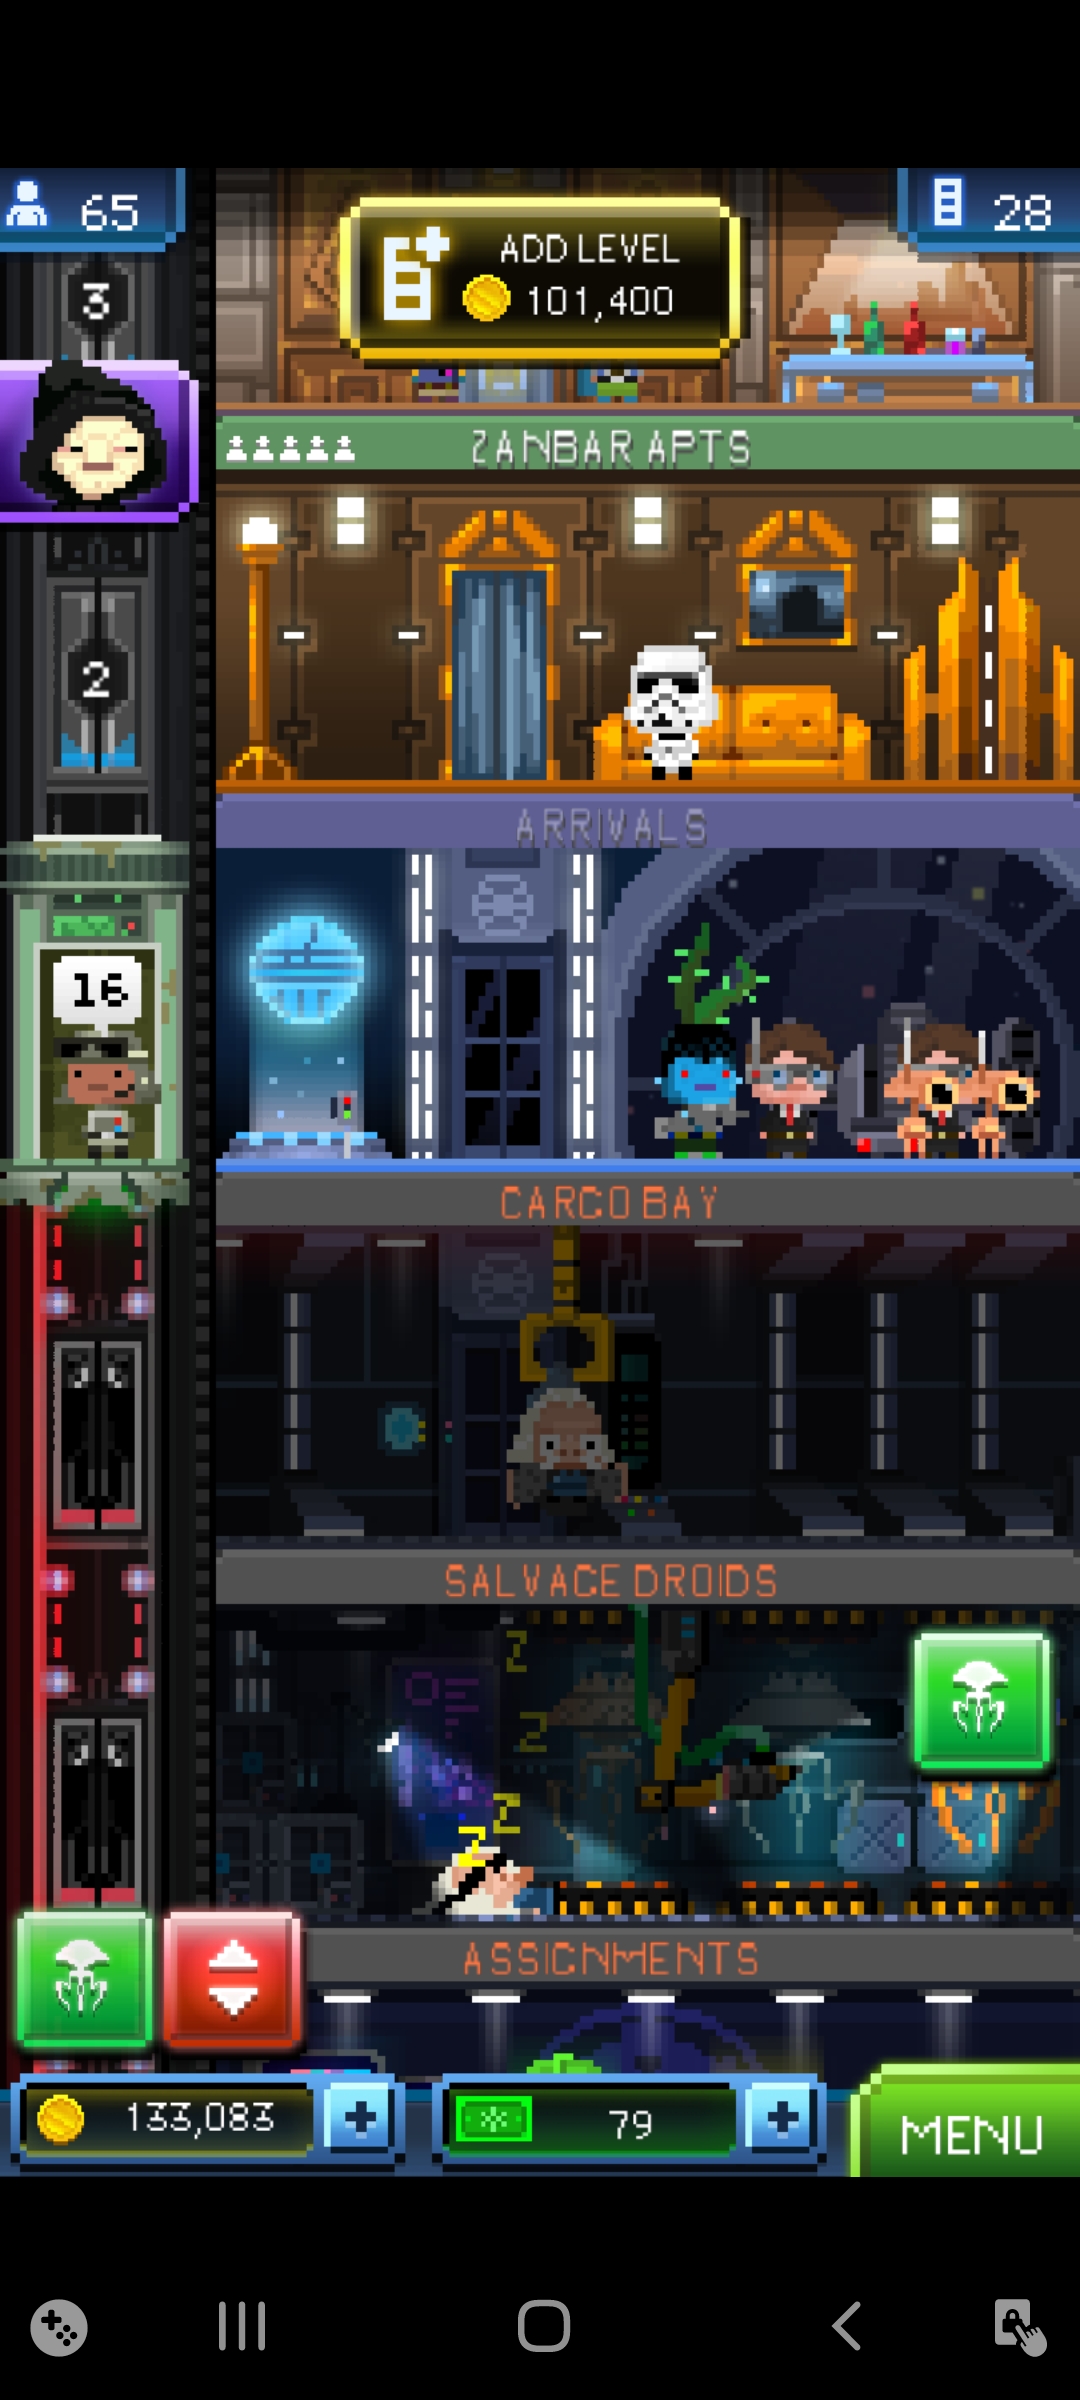 65
28
ADD LEVEL
101,400
3
ZANBAR APTS
2
ARRIVALS
16
CARGO BAY
SALVAGE DROIDS
Z
Z
Z
Z
ASSIGNMENTS
133,083
79
MENU